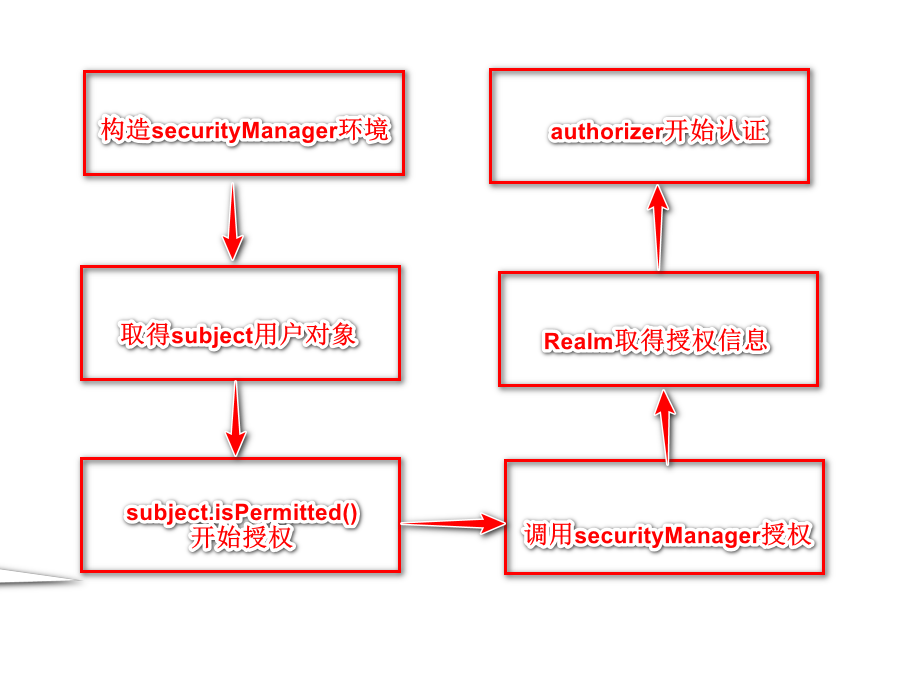 构造securityManager环境
取得subject用户对象
subject.isPermitted()
开始授权
调用securityManager授权
Realm取得授权信息
authorizer开始认证